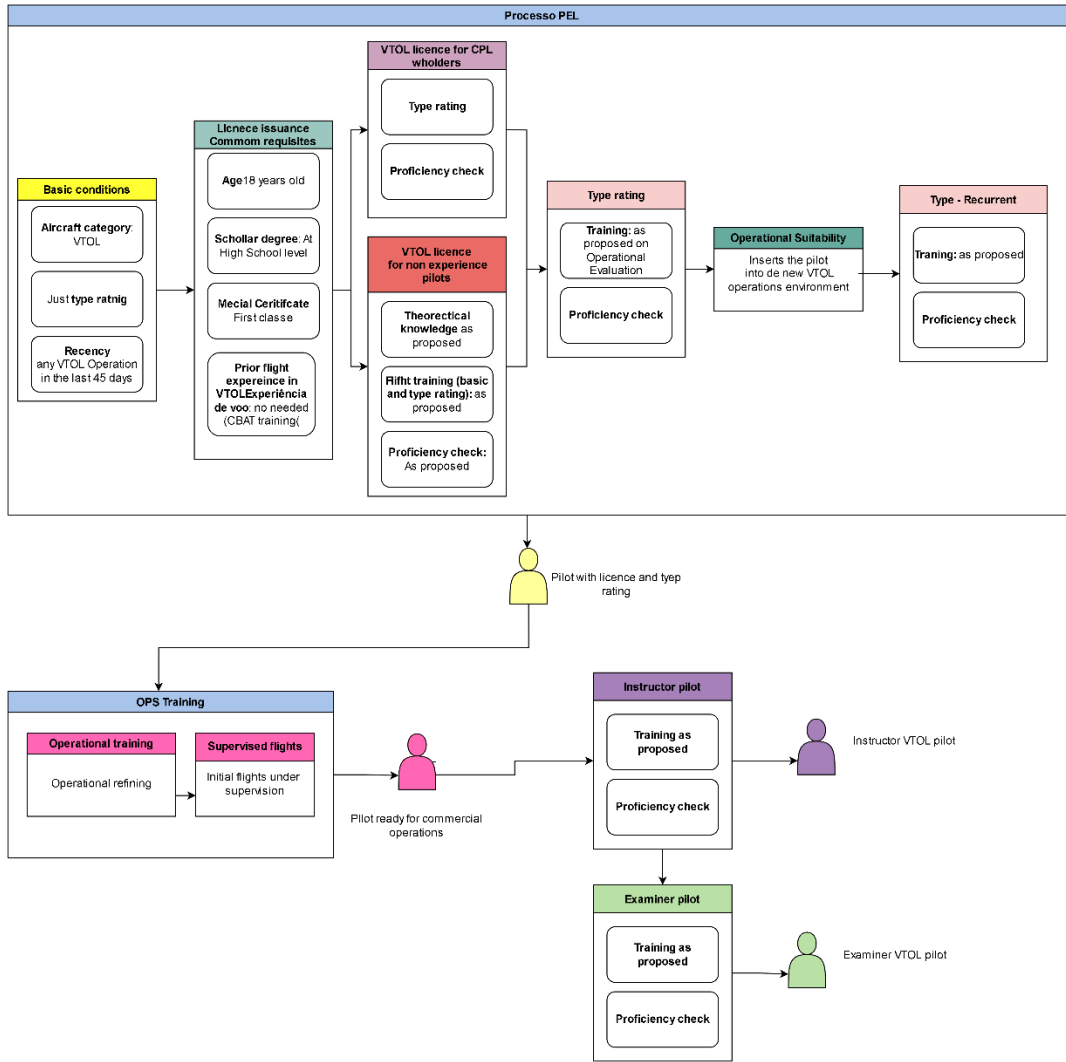 Processo PEL
Basic conditions
Aircraft category:
VTOL
Just type ratnig
Recency
any VTOL Operation
in the last 45 days
LIcnece issuance
Commom requisites
Age18 years old
Schollar degree: At
High School level
Mecial Ceritifcate
First classe
Prior flight
expereince in
VTOLExperiência
de voo: no needed
(CBAT training(
VTOL licence for CPL
wholders
Type rating
Proficiency check
VTOL licence
for non experience
pilots
Theorectical
knowledge as
proposed
Flifht training (basic
and type rating): as
proposed
Proficiency check:
As proposed
Type rating
Training: as
proposed on
Operational
Evaluation
Proficiency check
Operational Suitability
Inserts the pilot
into de new VTOL
operations environment
Type - Recurrent
Traning: as proposed
Proficiency check
Pilot with licence and tyep
rating
OPS Training
Operational training
Operational refining
Supervised flights
Initial flights under
supervision
PIlot ready for commercial
operations
Instructor pilot
Training as
proposed
Proficiency check
Instructor VTOL pilot
Examiner pilot
Training as
proposed
Proficiency check
Examiner VTOL pilot